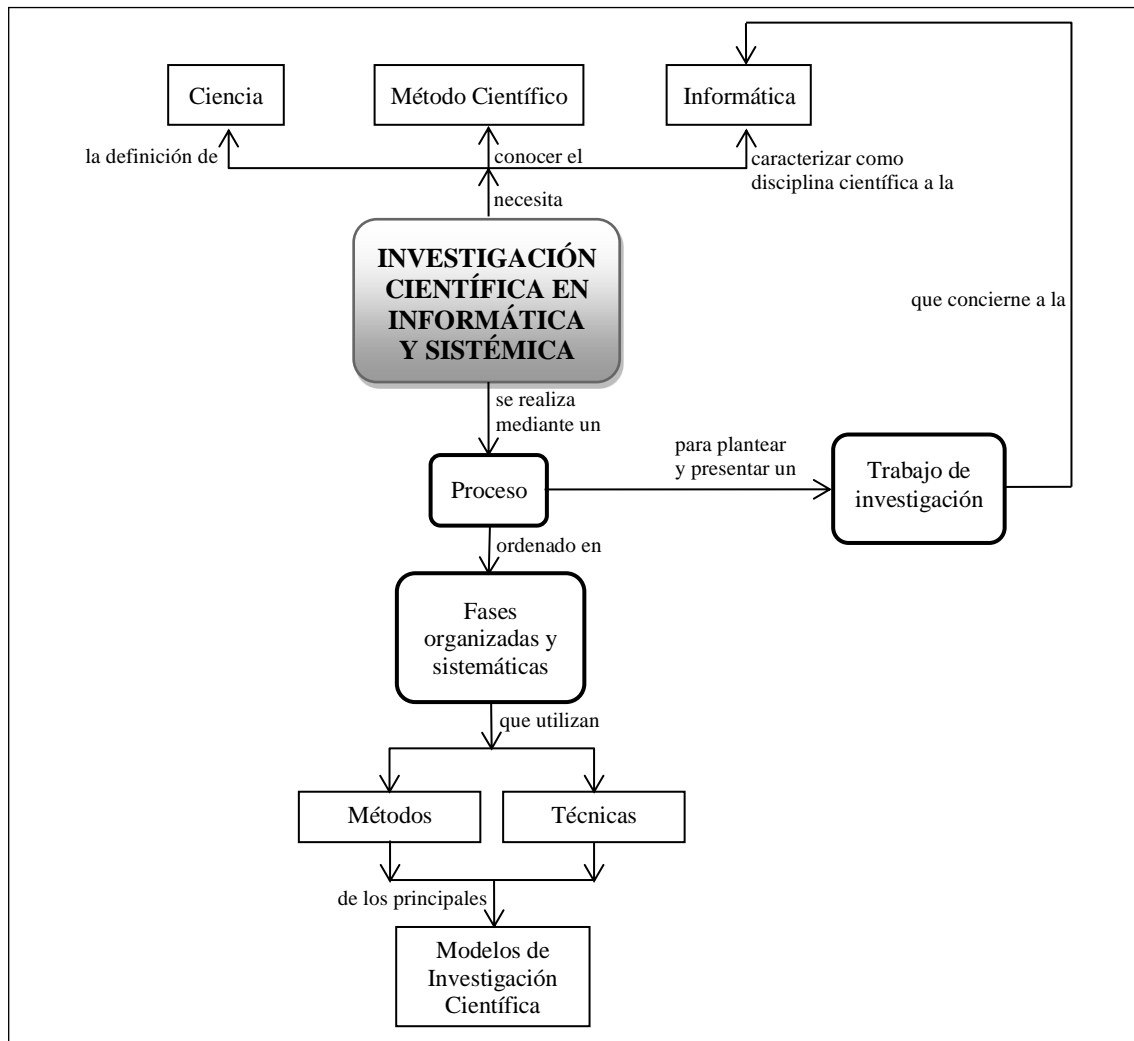 Ciencia
Método Científico
Informática
la definición de
conocer el
caracterizar como
disciplina científica a la
necesita
INVESTIGACIÓN
CIENTÍFICA EN
INFORMÁTICA
Y SISTÉMICA
que concierne a la
se realiza
mediante un
para plantear
y presentar un
Proceso
Trabajo de
investigación
ordenado en
Fases
organizadas y
sistemáticas
que utilizan
Métodos
Técnicas
de los principales
Modelos de
Investigación
Científica